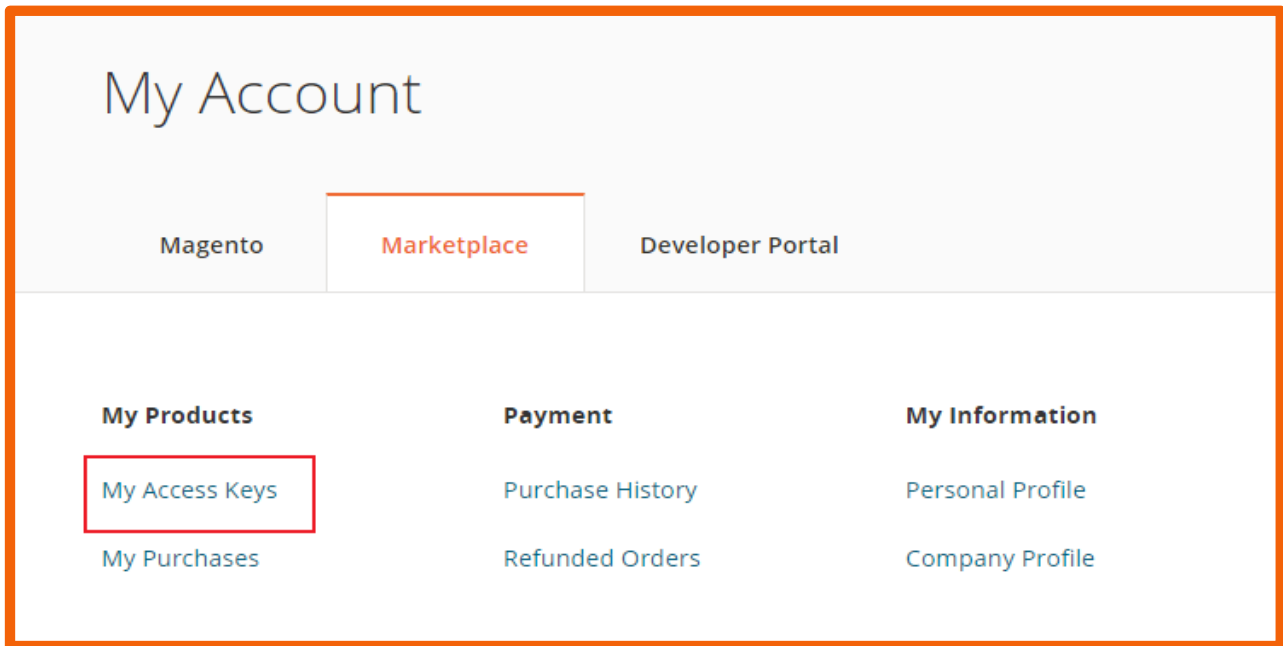 My Account
Magento Marketplace Developer Portal
My Products Payment My Information
My Access Keys Purchase History Personal Profile
My Purchases Refunded Orders Company Profile